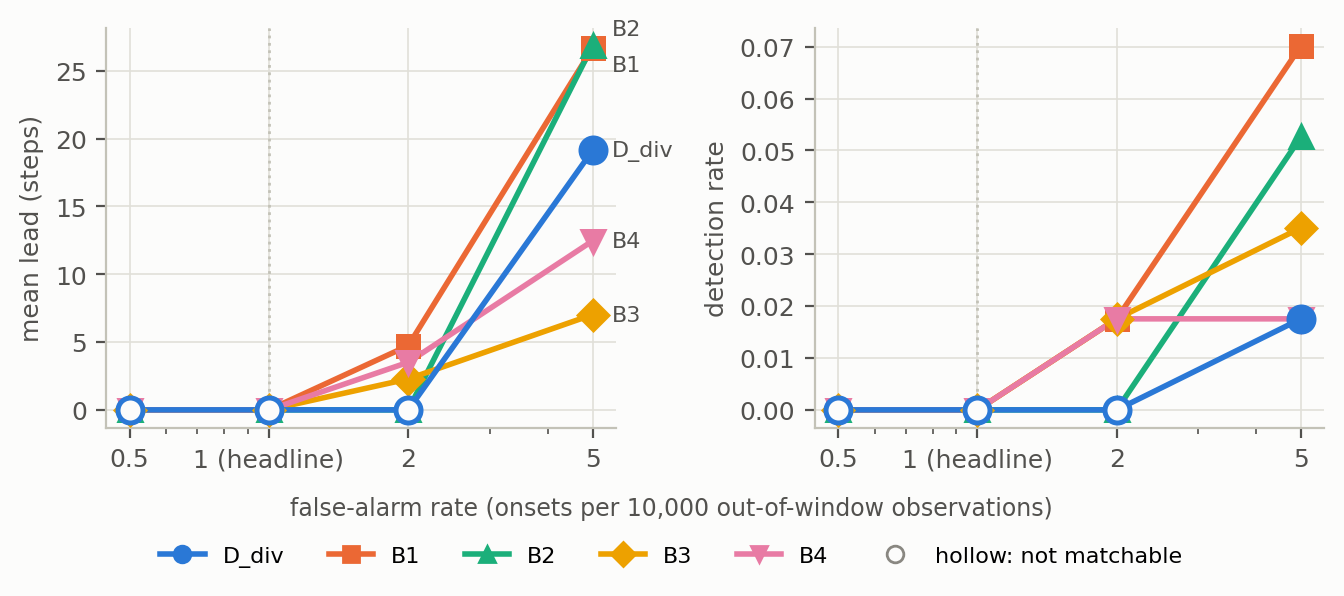 mean lead (steps)
25
20
15
10
5
0
B2
B1
D_div
B4
B3
0.5
1 (headline)
2
5
detection rate
0.07
0.06
0.05
0.04
0.03
0.02
0.01
0.00
0.5
1 (headline)
2
5
false-alarm rate (onsets per 10,000 out-of-window observations)
D_div
B1
B2
B3
B4
hollow: not matchable